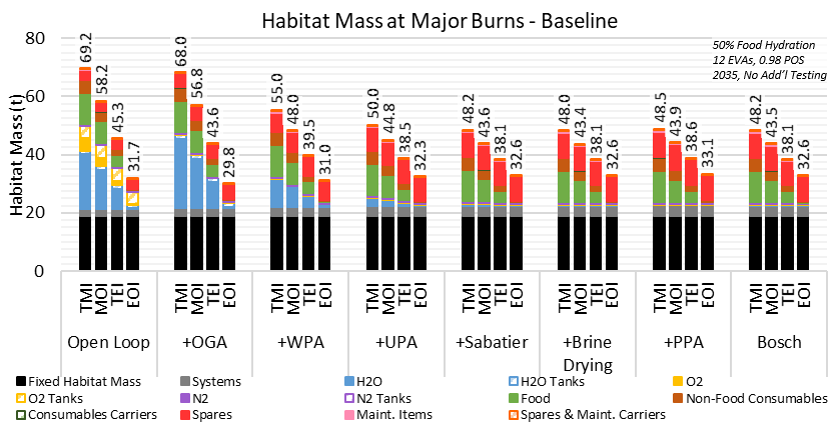 Habitat Mass at Major Burns - Baseline
50% Food Hydration
12 EVAs, 0.98 POS
2035, No Add'l Testing
Habitat Mass (t)
80
60
40
20
0
69.2 58.2 45.3 31.7 68.0 56.8 43.6 29.8 55.0 48.0 39.5 31.0 50.0 44.8 38.5 32.3 48.2 43.6 38.1 32.6 48.0 43.4 38.1 32.6 48.5 43.9 38.6 33.1 48.2 43.5 38.1 32.6
TMI MOI TEI EOI TMI MOI TEI EOI TMI MOI TEI EOI TMI MOI TEI EOI TMI MOI TEI EOI TMI MOI TEI EOI TMI MOI TEI EOI TMI MOI TEI EOI
Open Loop +OGA +WPA +UPA +Sabatier +Brine Drying +PPA Bosch
Fixed Habitat Mass Systems H2O H2O Tanks O2
O2 Tanks N2 N2 Tanks Food Non-Food Consumables
Consumables Carriers Spares Maint. Items Spares & Maint. Carriers